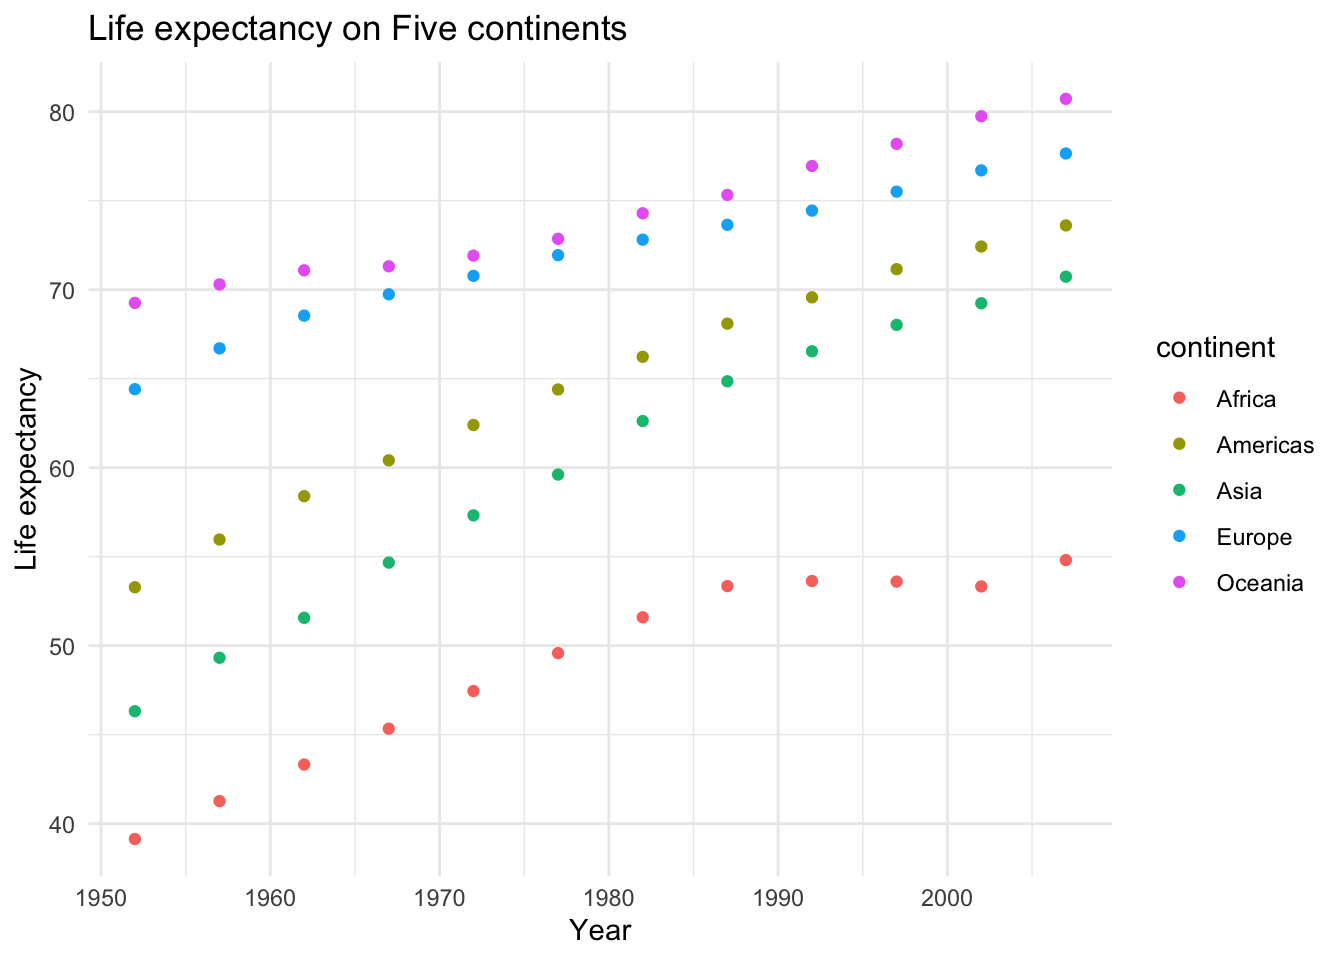 Life expectancy on Five continents
80
70
60
50
40
Life expectancy
1950 1960 1970 1980 1990 2000
Year
continent
Africa
Americas
Asia
Europe
Oceania